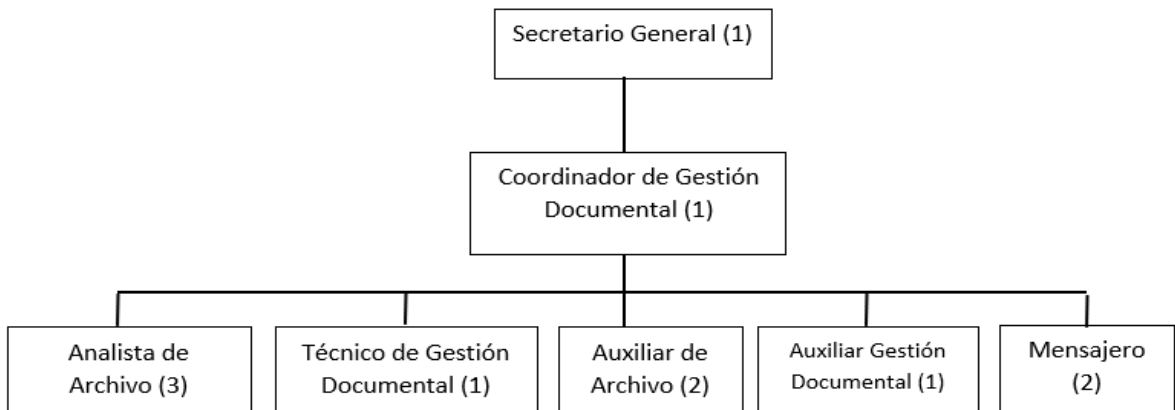 Secretario General (1)
Coordinador de Gestión
Documental (1)
Analista de
Archivo (3)
Técnico de Gestión
Documental (1)
Auxiliar de
Archivo (2)
Auxiliar Gestión
Documental (1)
Mensajero
(2)